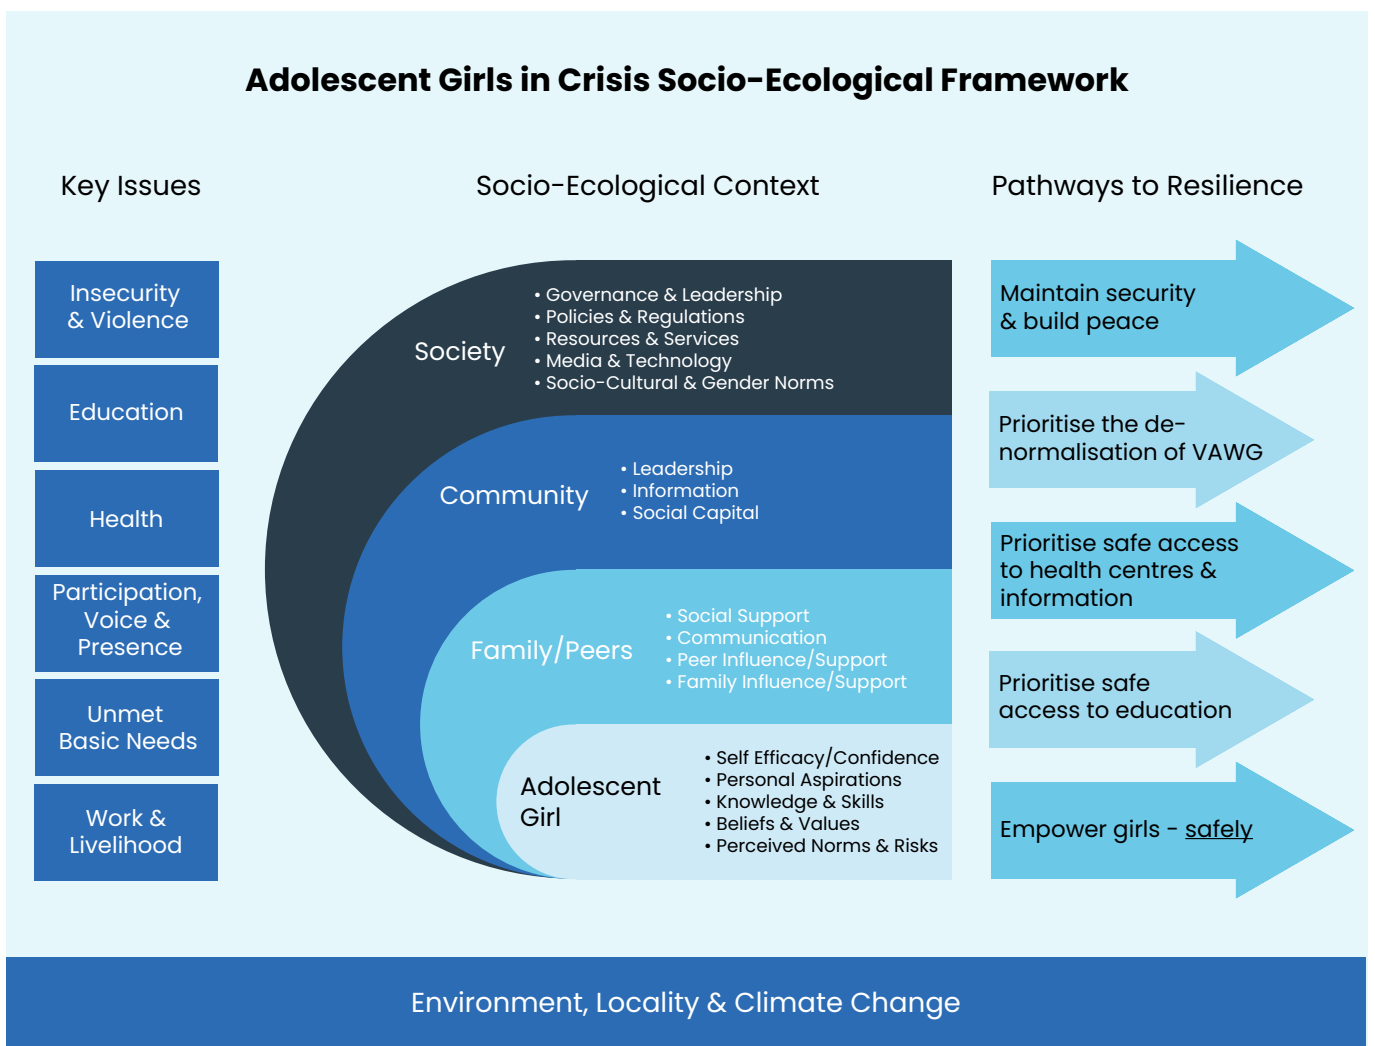 Adolescent Girls in Crisis Socio-Ecological Framework
Key Issues
Insecurity
& Violence
Education
Health
Participation,
Voice &
Presence
Unmet
Basic Needs
Work &
Livelihood
Socio-Ecological Context
Society
• Governance & Leadership
• Policies & Regulations
• Resources & Services
• Media & Technology
• Socio-Cultural & Gender Norms
Community
• Leadership
• Information
• Social Capital
Family/Peers
• Social Support
• Communication
• Peer Influence/Support
• Family Influence/Support
Adolescent
Girl
• Self Efficacy/Confidence
• Personal Aspirations
• Knowledge & Skills
• Beliefs & Values
• Perceived Norms & Risks
Pathways to Resilience
Maintain security
& build peace
Prioritise the de-
normalisation of VAWG
Prioritise safe access
to health centres &
information
Prioritise safe
access to education
Empower girls - safely
Environment, Locality & Climate Change